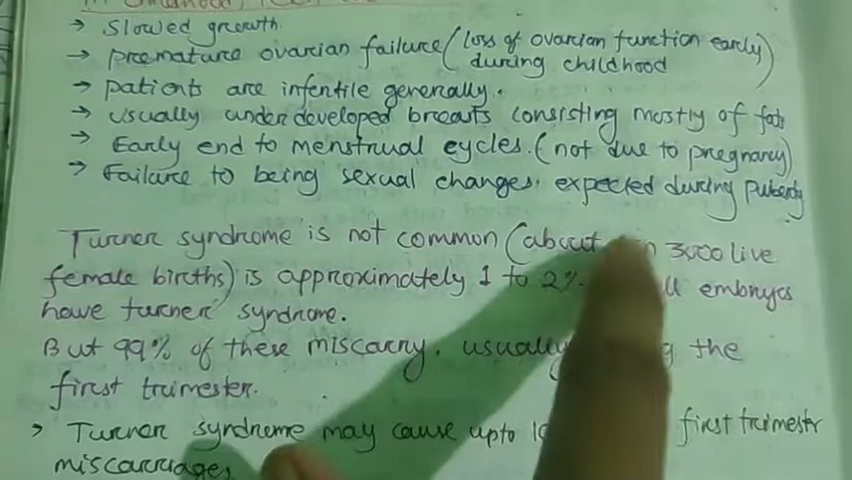 → Slowed growth
→ Premature ovarian failure (loss of ovarian function early
during childhood)
→ Patients are infertile generally.
→ Usually underdeveloped breasts consisting mostly of fats
→ Early end to menstrual cycles. (not due to pregnancy)
→ Failure to being sexual changes. expected during puberty
Turner syndrome is not common (about 3000 live
female births) is approximately 1 to 2% embryos
have turner syndrome.
But 99% of these miscarry. usually the
first trimester.
> Turner syndrome may cause upto first trimester
miscarriages.